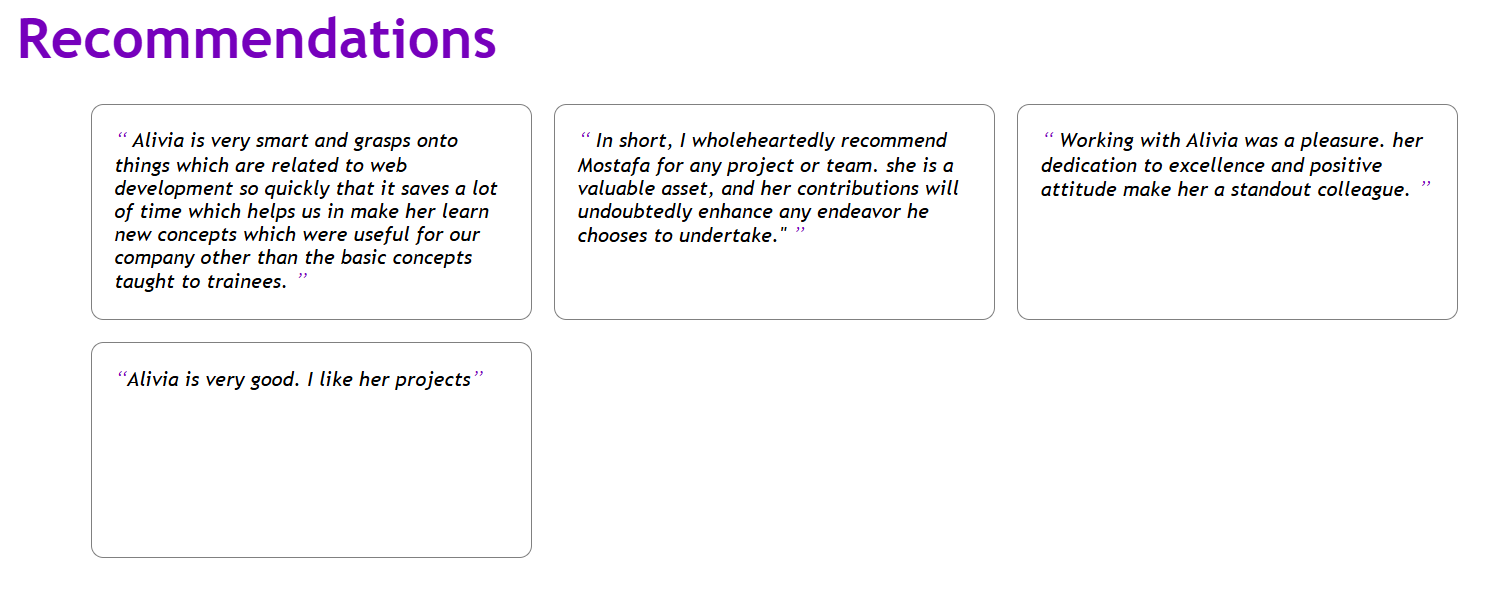 Recommendations
“ Alivia is very smart and grasps onto
things which are related to web
development so quickly that it saves a lot
of time which helps us in make her learn
new concepts which were useful for our
company other than the basic concepts
taught to trainees. ”
“ In short, I wholeheartedly recommend
Mostafa for any project or team. she is a
valuable asset, and her contributions will
undoubtedly enhance any endeavor he
chooses to undertake." ”
“ Working with Alivia was a pleasure. her
dedication to excellence and positive
attitude make her a standout colleague. ”
“Alivia is very good. I like her projects”